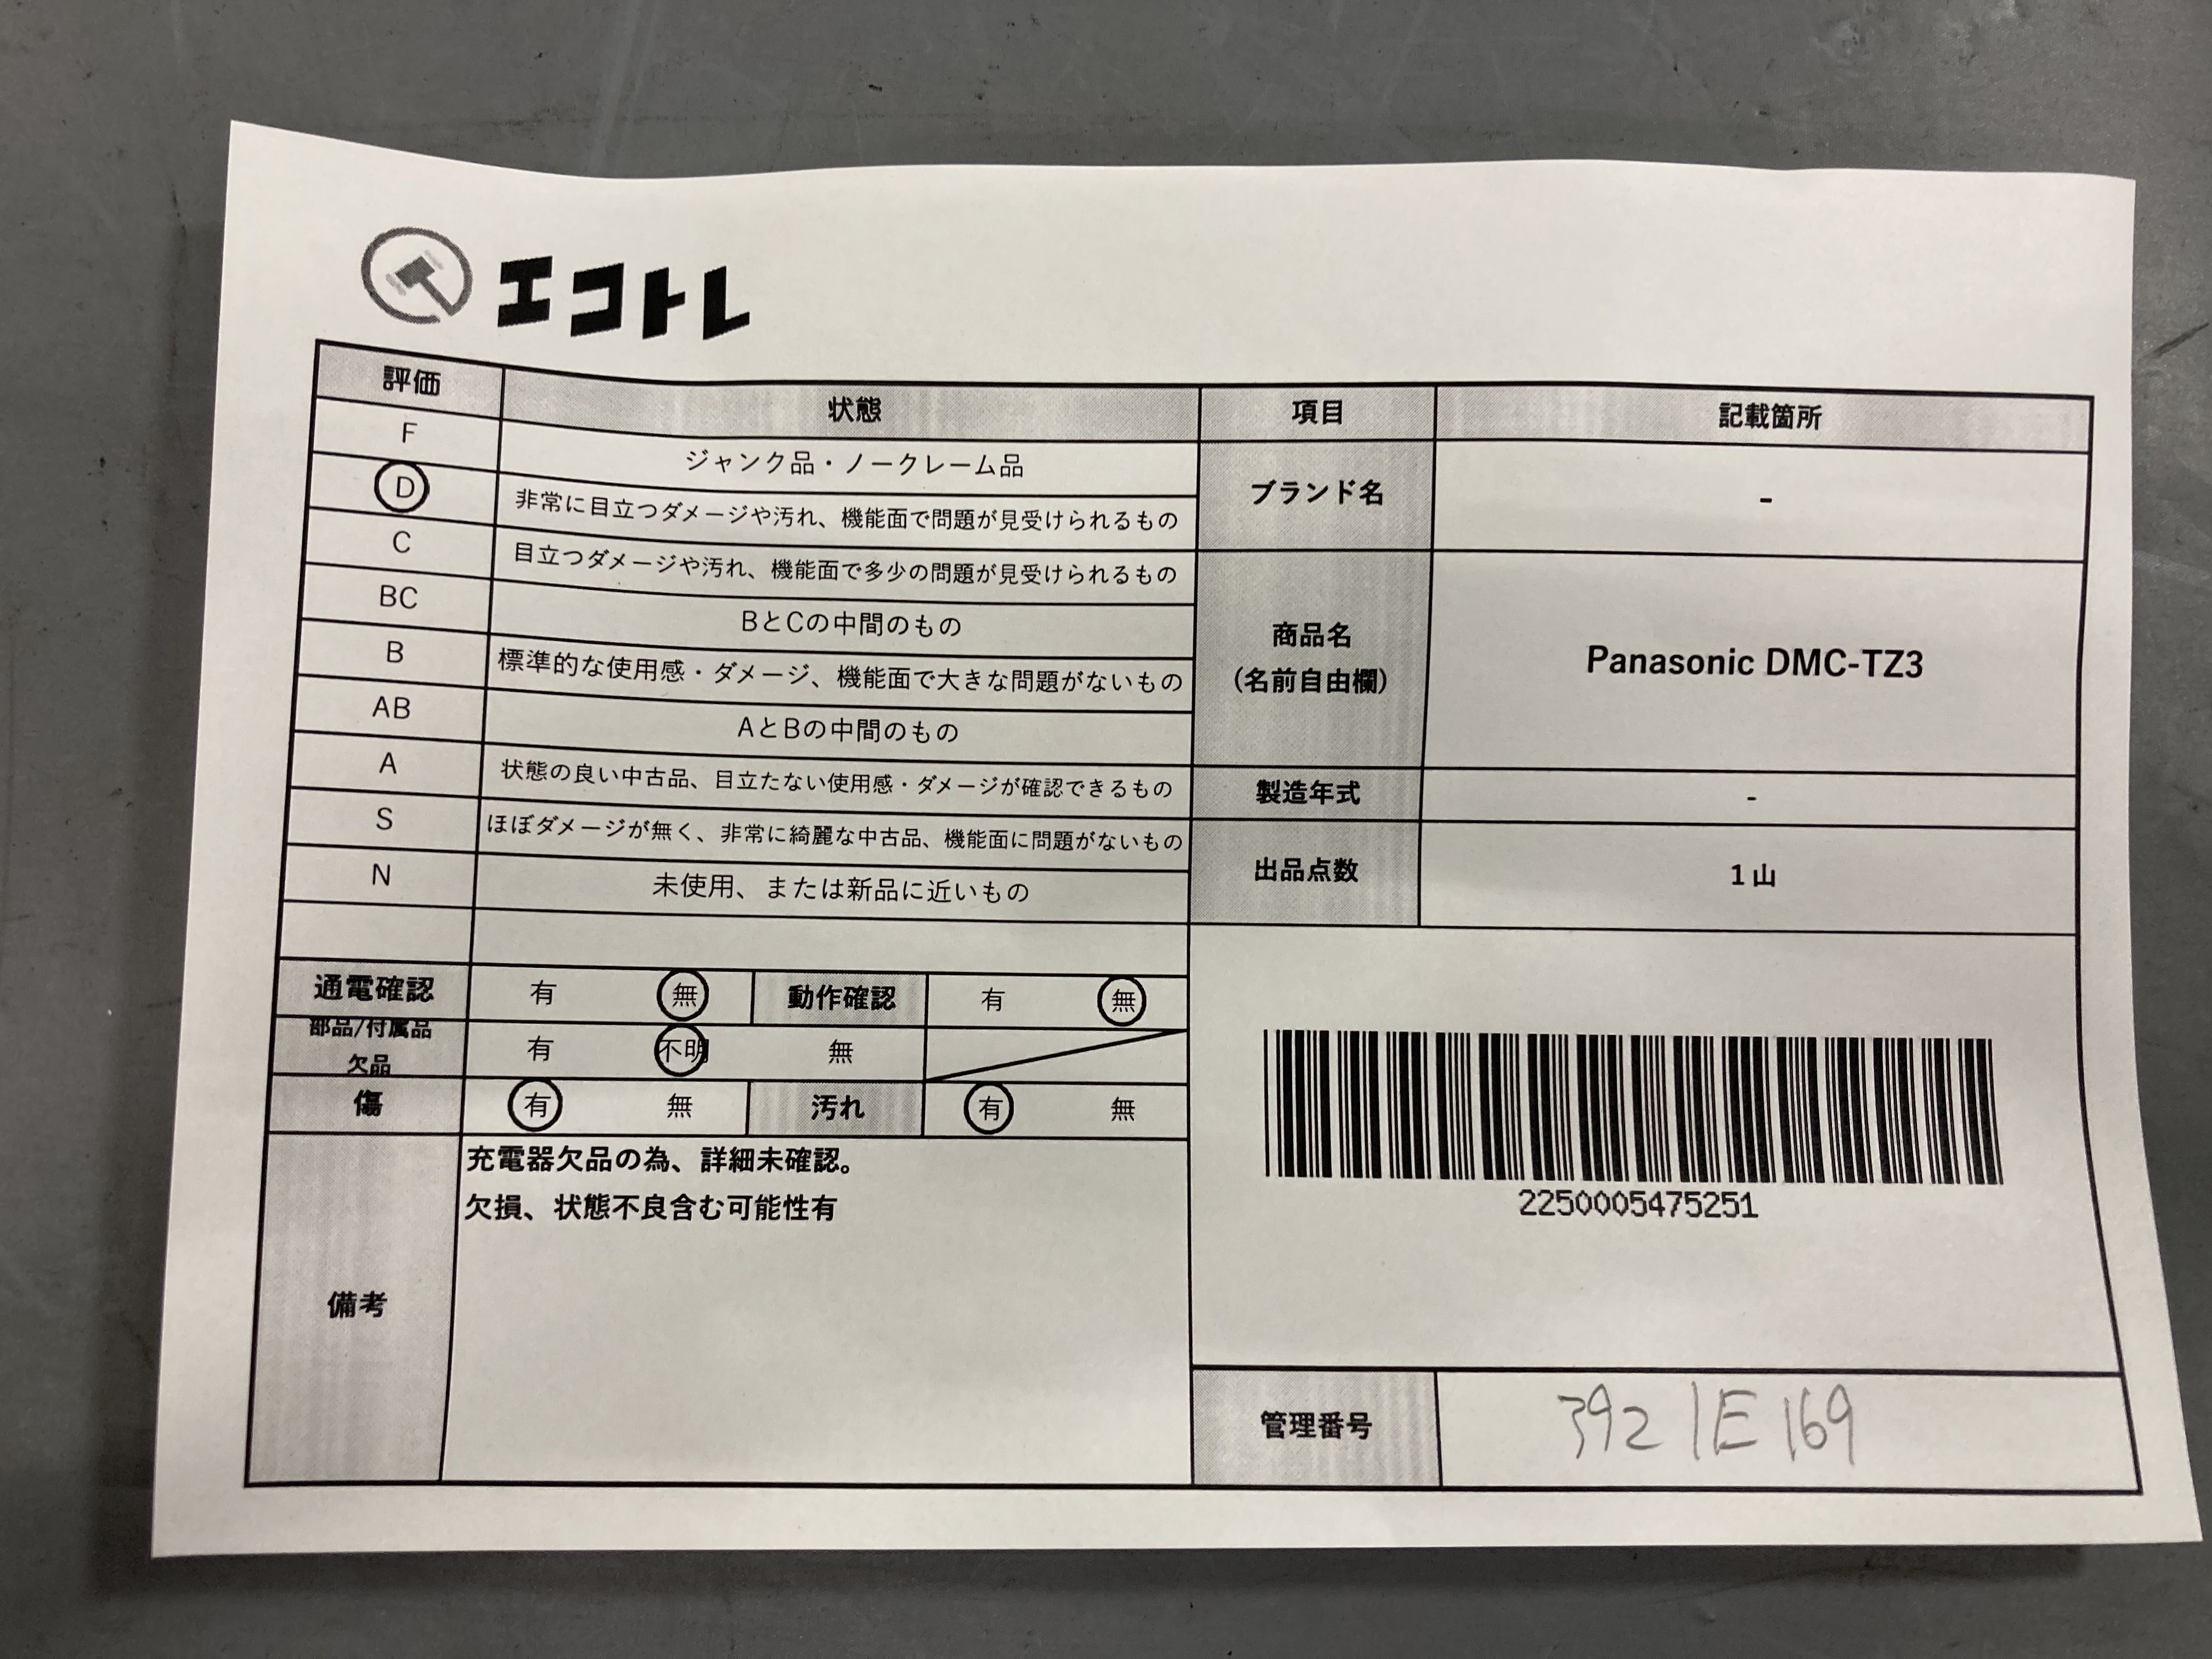 エコトレ
評価 状態 項目 記載箇所
F ジャンク品・ノークレーム品
D 非常に目立つダメージや汚れ、機能面で問題が見受けられるもの
C 目立つダメージや汚れ、機能面で多少の問題が見受けられるもの
BC BとCの中間のもの
B 標準的な使用感・ダメージ、機能面で大きな問題がないもの
AB AとBの中間のもの
A 状態の良い中古品、目立たない使用感・ダメージが確認できるもの
S ほぼダメージが無く、非常に綺麗な中古品、機能面に問題がないもの
N 未使用、または新品に近いもの
ブランド名 -
商品名
(名前自由欄)
Panasonic DMC-TZ3
製造年式 -
出品点数 1山
通電確認 有 無 動作確認 有 無
部品/付属品
欠品
有 不明 無
傷 有 無 汚れ 有 無
備考
充電器欠品の為、詳細未確認。
欠損、状態不良含む可能性有
2250005475251
管理番号 392 1E 169